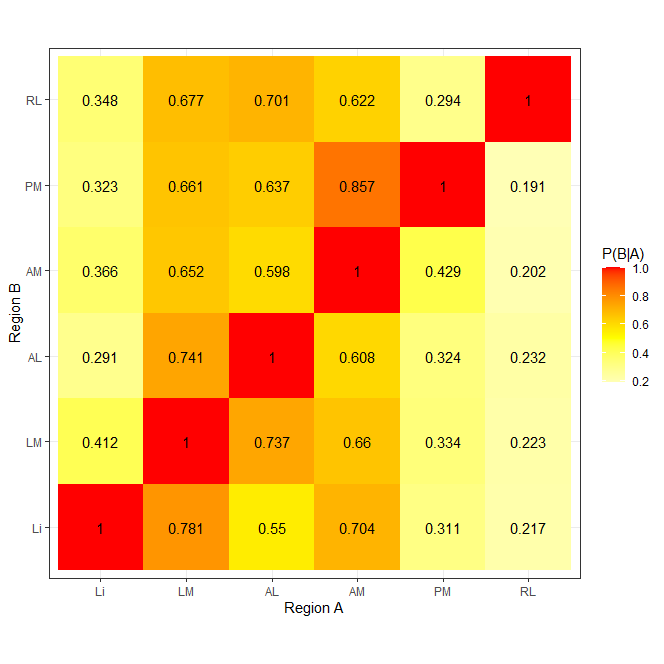 RL 0.348 0.677 0.701 0.622 0.294 1
PM 0.323 0.661 0.637 0.857 1 0.191
P(B|A)
1.0
0.8
0.6
0.4
0.2
AM 0.366 0.652 0.598 1 0.429 0.202
Region B
AL 0.291 0.741 1 0.608 0.324 0.232
LM 0.412 1 0.737 0.66 0.334 0.223
Li 1 0.781 0.55 0.704 0.311 0.217
Li LM AL AM PM RL
Region A